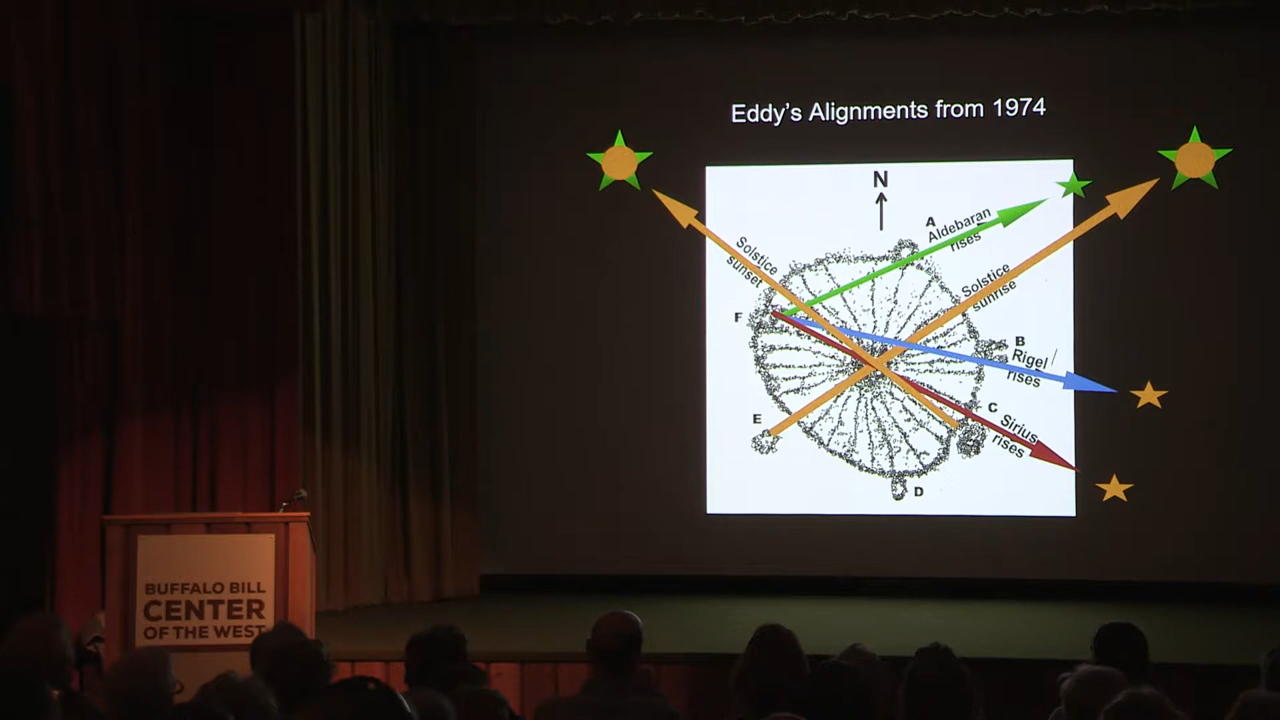 Eddy's Alignments from 1974
N
A
Aldebaran
rises
Solstice
sunset
Solstice
sunrise
F
B
Rigel
rises
E
C
Sirius
rises
D
BUFFALO BILL
CENTER
OF THE WEST